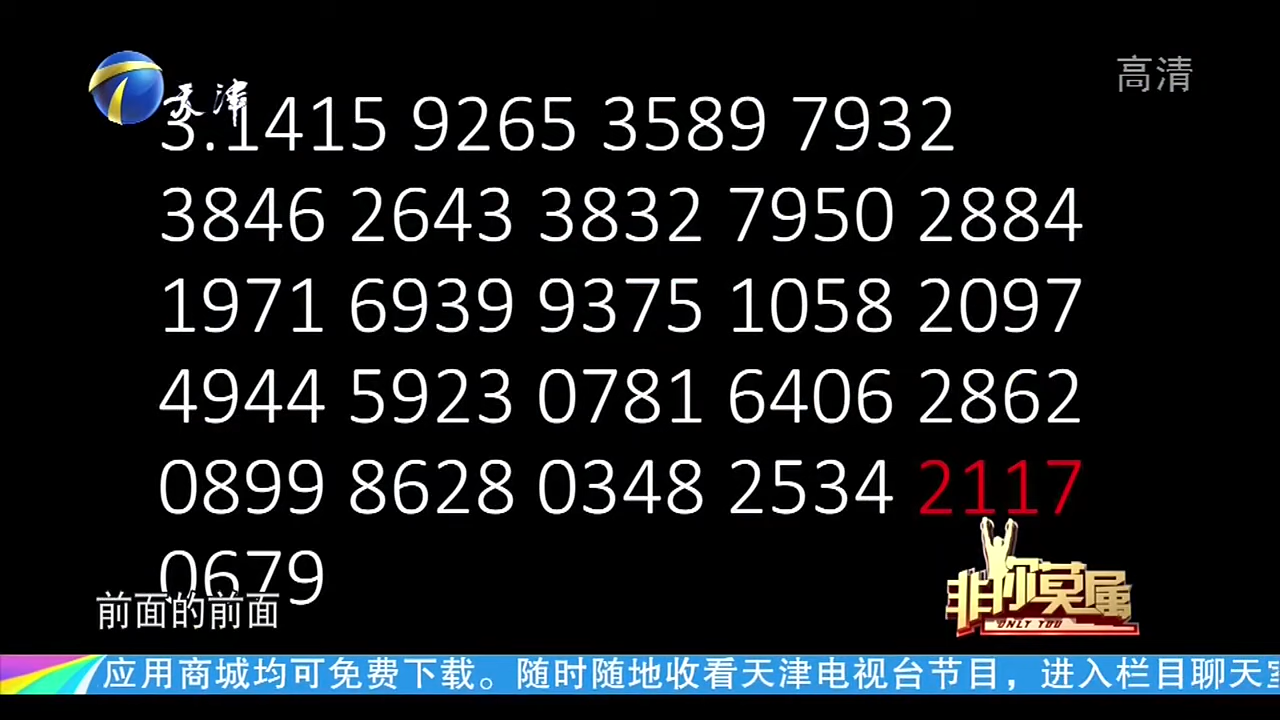 天津
高清
3.1415 9265 3589 7932
3846 2643 3832 7950 2884
1971 6939 9375 1058 2097
4944 5923 0781 6406 2862
0899 8628 0348 2534 2117
0679
前面的前面
非你莫属
ONLY YOU
应用商城均可免费下载。随时随地收看天津电视台节目，进入栏目聊天室